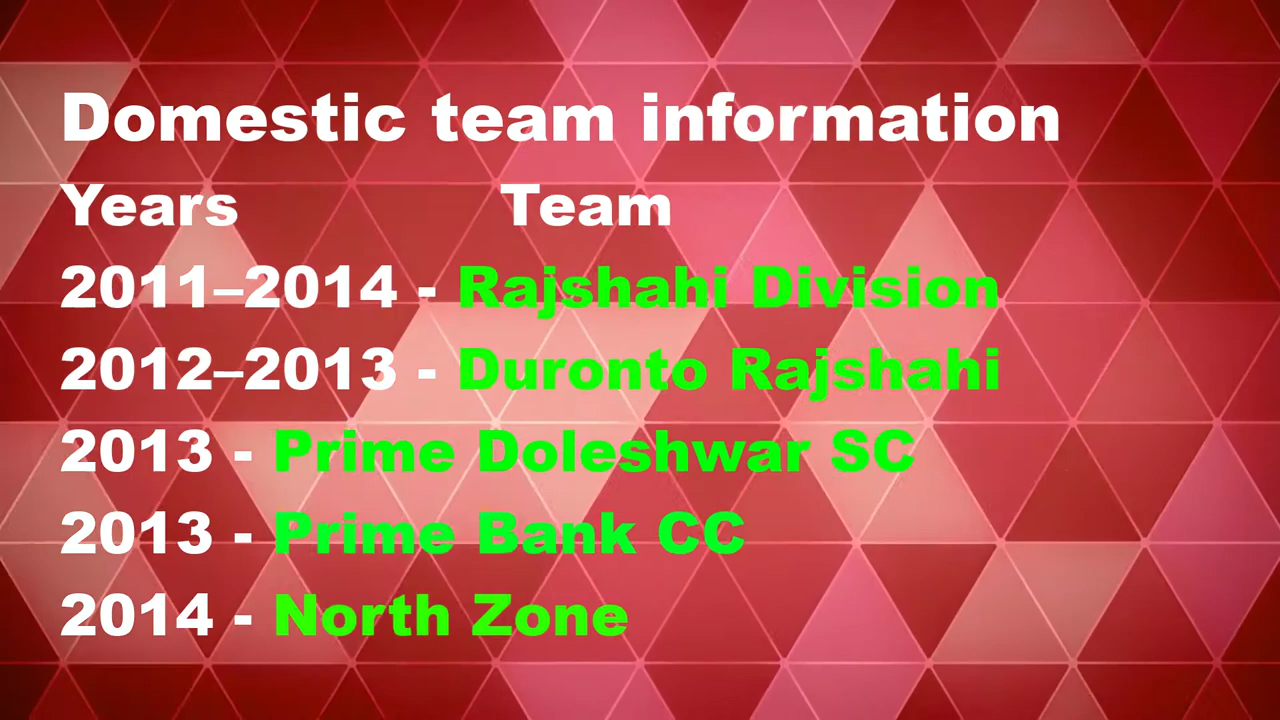 Domestic team information
Years Team
2011–2014 - Rajshahi Division
2012–2013 - Duronto Rajshahi
2013 - Prime Doleshwar SC
2013 - Prime Bank CC
2014 - North Zone